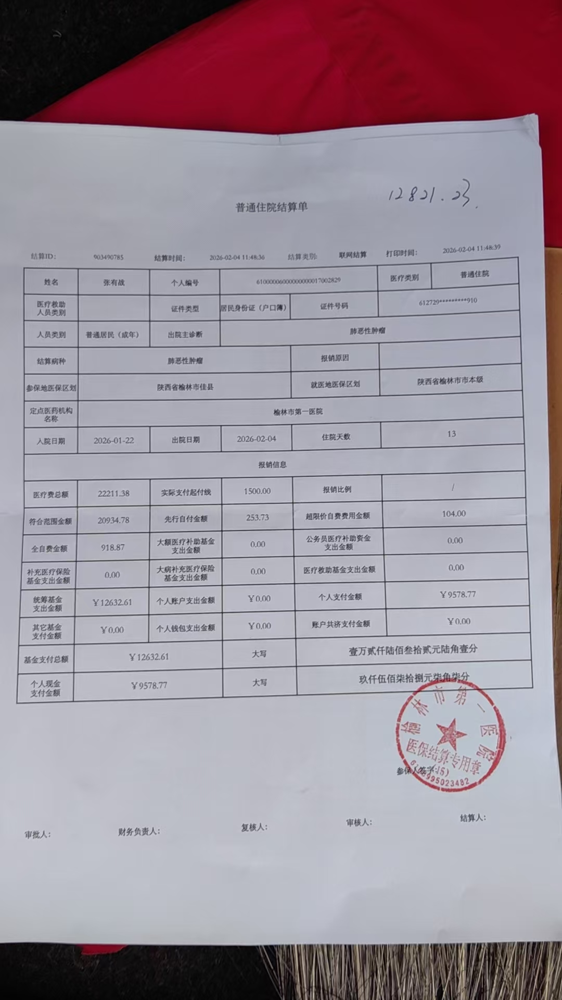 12821.23
普通住院结算单
结算ID: 903490785 结算时间: 2026-02-04 11:48:36 结算类别: 联网结算 打印时间: 2026-02-04 11:48:39
姓名 张有战 个人编号 61000006000000000017002829 医疗类别 普通住院
医疗救助人员类别 证件类型 居民身份证（户口簿） 证件号码 612729*********910
人员类别 普通居民（成年） 出院主诊断 肺恶性肿瘤
结算病种 肺恶性肿瘤 报销原因
参保地医保区划 陕西省榆林市佳县 就医地医保区划 陕西省榆林市市本级
定点医药机构名称 榆林市第一医院
入院日期 2026-01-22 出院日期 2026-02-04 住院天数 13
报销信息
医疗费总额 22211.38 实际支付起付线 1500.00 报销比例 /
符合范围金额 20934.78 先行自付金额 253.73 超限价自费费用金额 104.00
全自费金额 918.87 大额医疗补助基金支出金额 0.00 公务员医疗补助资金支出金额 0.00
补充医疗保险基金支出金额 0.00 大病补充医疗保险基金支出金额 0.00 医疗救助基金支出金额 0.00
统筹基金支出金额 ￥12632.61 个人账户支出金额 ￥0.00 个人支付金额 ￥9578.77
其它基金支付金额 ￥0.00 个人钱包支出金额 ￥0.00 账户共济支付金额 ￥0.00
基金支付总额 ￥12632.61 大写 壹万贰仟陆佰叁拾贰元陆角壹分
个人现金支付金额 ￥9578.77 大写 玖仟伍佰柒拾捌元柒角柒分
榆林市第一医院
医保结算专用章
参保人签字:
(15)
审批人: 财务负责人: 复核人: 审核人: 结算人: